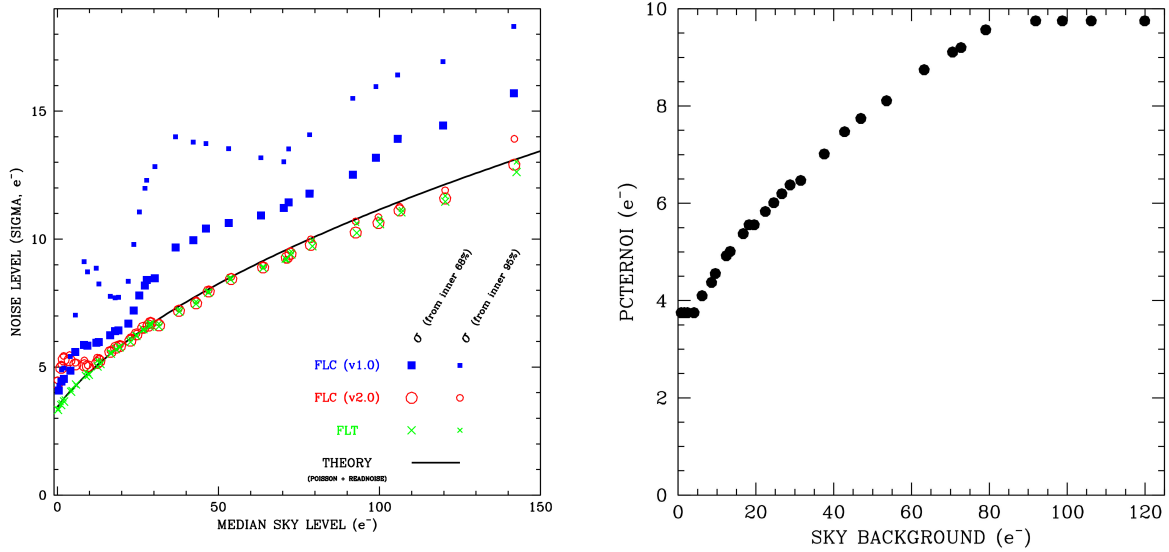 15
10
5
0
NOISE LEVEL (SIGMA, e⁻)
0
50
100
150
MEDIAN SKY LEVEL (e⁻)
σ (from inner 68%)
σ (from inner 95%)
FLC (v1.0)
FLC (v2.0)
FLT
THEORY
(POISSON + READNOISE)
10
8
6
4
2
0
PCTERNOI (e⁻)
0
20
40
60
80
100
120
SKY BACKGROUND (e⁻)